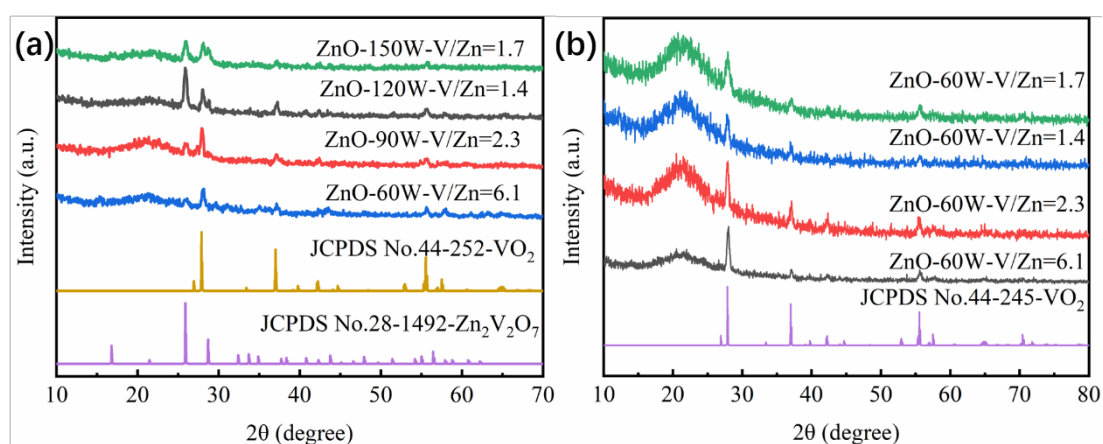 (a)
ZnO-150W-V/Zn=1.7
ZnO-120W-V/Zn=1.4
ZnO-90W-V/Zn=2.3
ZnO-60W-V/Zn=6.1
JCPDS No.44-252-VO₂
JCPDS No.28-1492-Zn₂V₂O₇
Intensity (a.u.)
10 20 30 40 50 60 70
2θ (degree)
(b)
ZnO-60W-V/Zn=1.7
ZnO-60W-V/Zn=1.4
ZnO-60W-V/Zn=2.3
ZnO-60W-V/Zn=6.1
JCPDS No.44-245-VO₂
Intensity (a.u.)
10 20 30 40 50 60 70 80
2θ (degree)